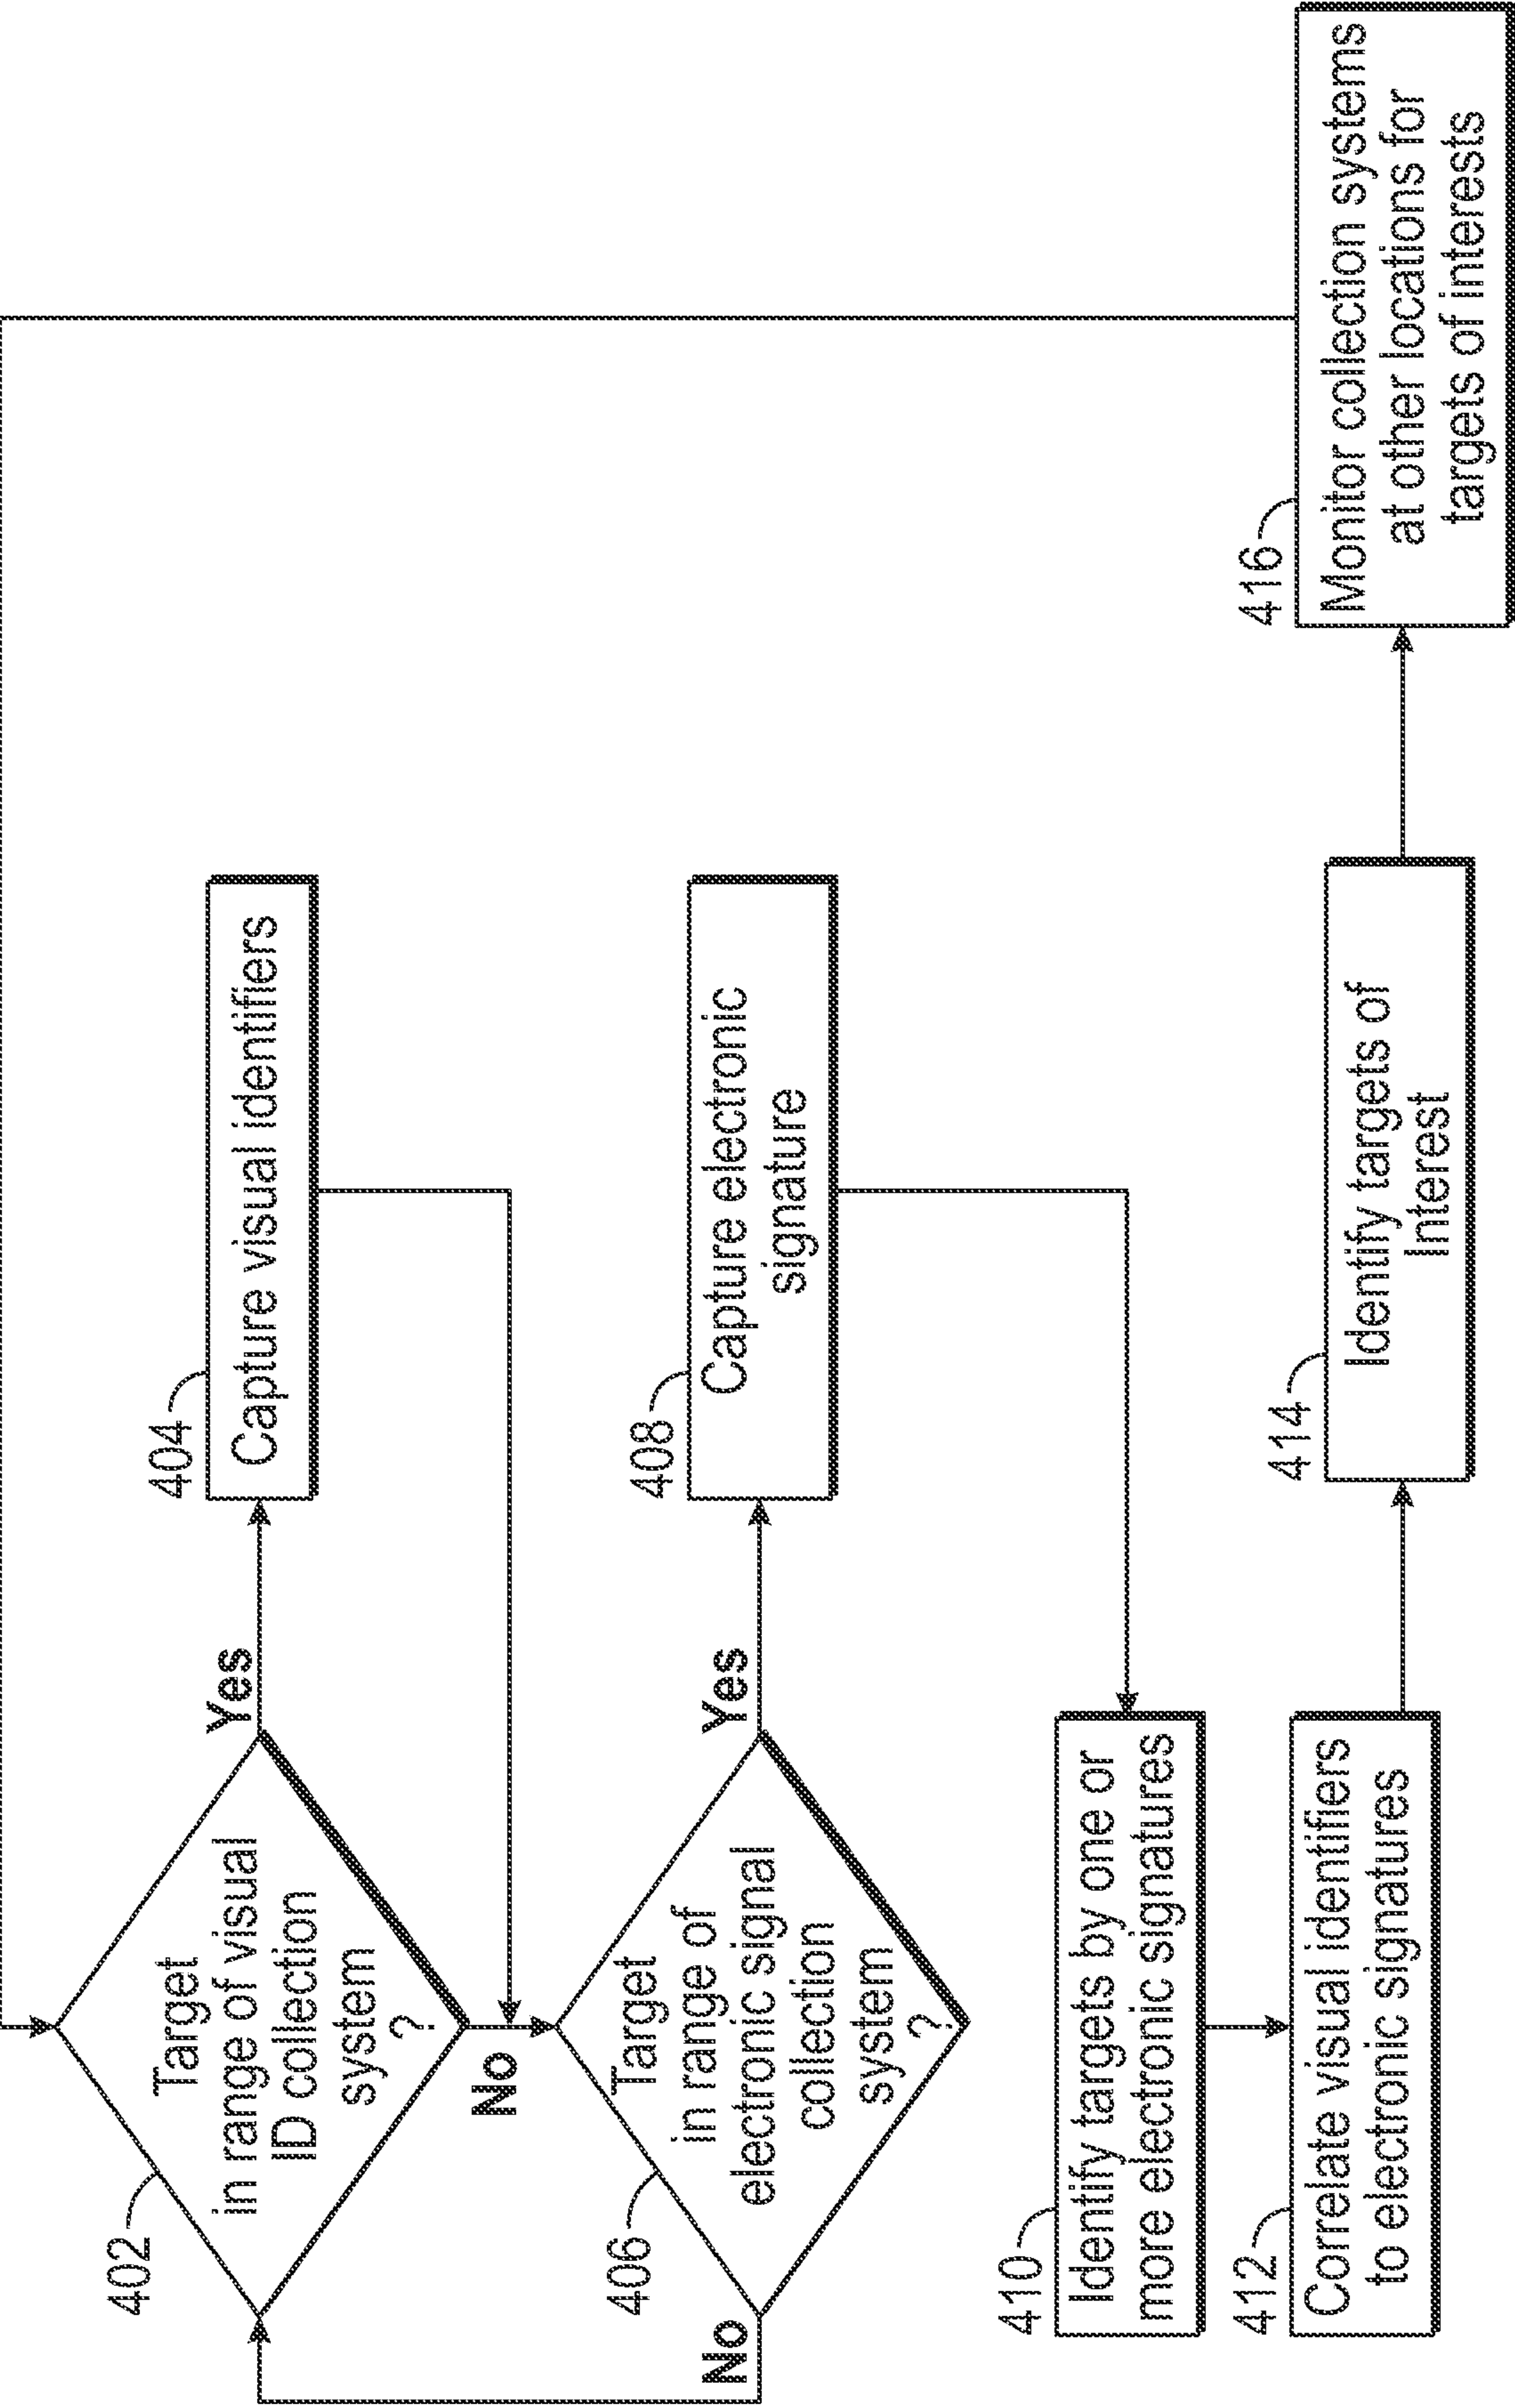 402
Target
in range of visual
ID collection
system
?
Yes
404
Capture visual identifiers
No
406
Target
in range of
electronic signal
collection
system
?
Yes
No
408
Capture electronic
signature
410
Identify targets by one or
more electronic signatures
412
Correlate visual identifiers
to electronic signatures
414
Identify targets of
Interest
416
Monitor collection systems
at other locations for
targets of interests